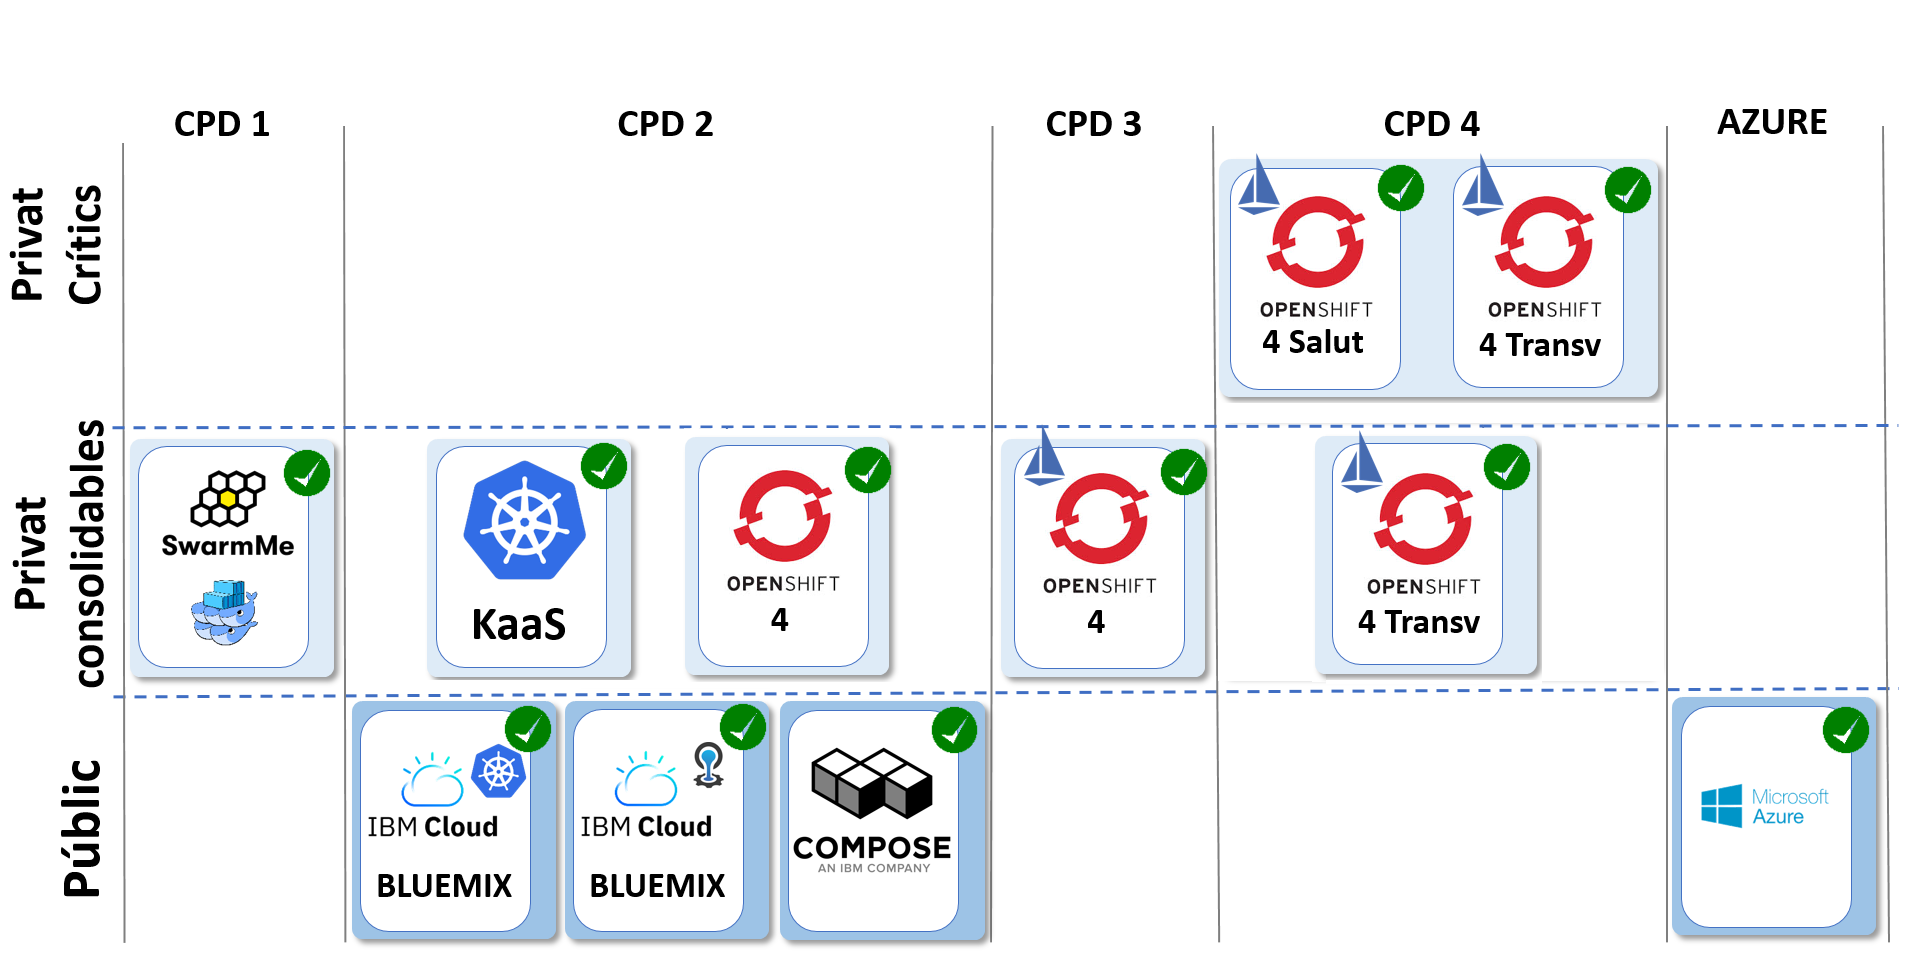 CPD 1
CPD 2
CPD 3
CPD 4
AZURE
Privat
Crítics
OPENSHIFT
4 Salut
OPENSHIFT
4 Transv
Privat
consolidables
SwarmMe
KaaS
OPENSHIFT
4
OPENSHIFT
4
OPENSHIFT
4 Transv
Públic
IBM Cloud
BLUEMIX
IBM Cloud
BLUEMIX
COMPOSE
AN IBM COMPANY
Microsoft
Azure